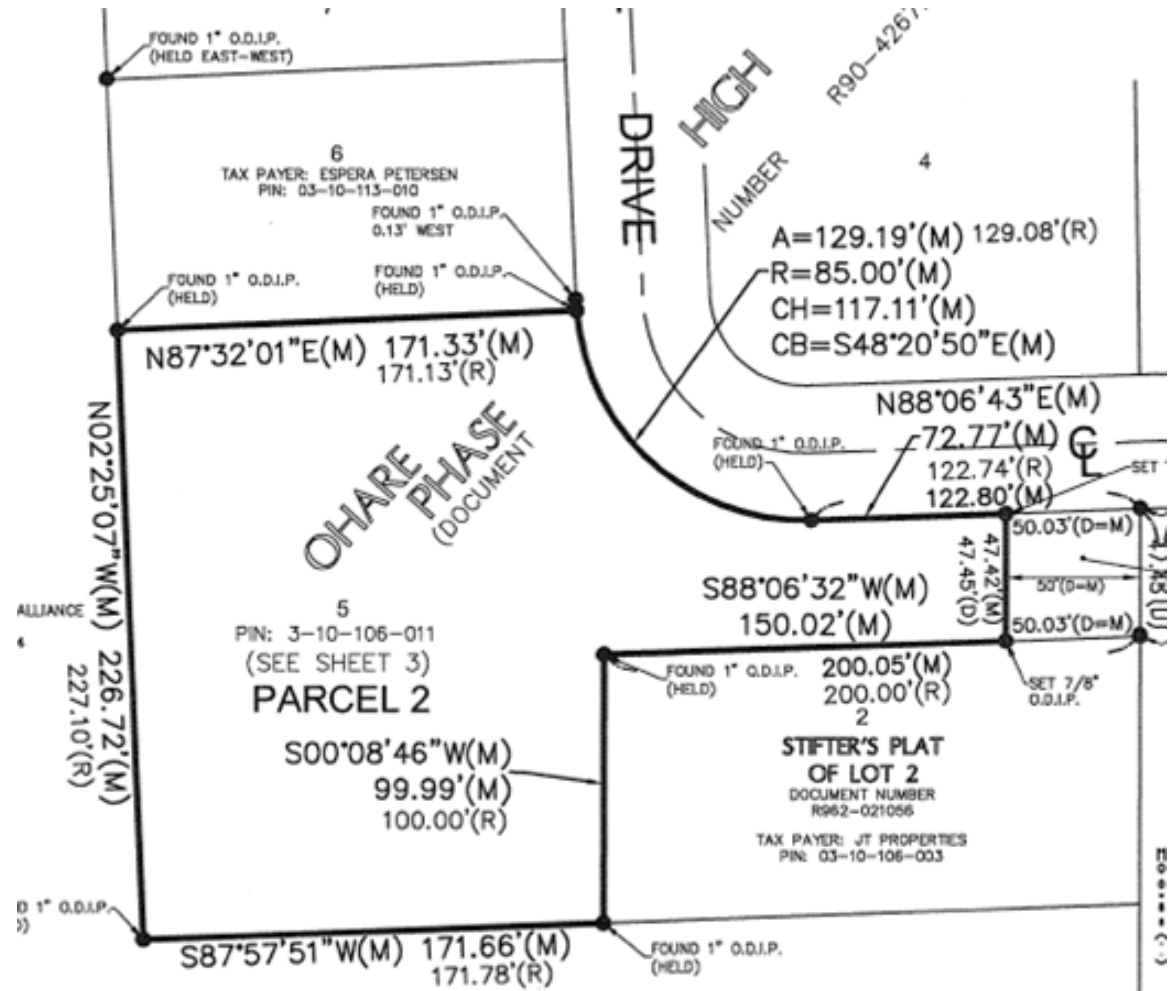 FOUND 1" O.D.I.P.
(HELD EAST-WEST)
6
TAX PAYER: ESPERA PETERSEN
PIN: 03-10-113-010
FOUND 1" O.D.I.P.
0.13' WEST
FOUND 1" O.D.I.P.
(HELD)
FOUND 1" O.D.I.P.
(HELD)
DRIVE
HIGH
NUMBER
R90-4267
4
A=129.19'(M) 129.08'(R)
R=85.00'(M)
CH=117.11'(M)
CB=S48°20'50"E(M)
N87°32'01"E(M) 171.33'(M)
171.13'(R)
N88°06'43"E(M)
72.77'(M)
122.74'(R)
122.80'(M)
CL
FOUND 1" O.D.I.P.
(HELD)
SET
OHARE
PHASE
(DOCUMENT
N02°25'07"W(M) 226.72'(M)
227.10'(R)
50.03'(D=M)
47.42'(M)
47.45'(D)
50'(D=M)
50.03'(D=M)
S88°06'32"W(M)
150.02'(M)
ALLIANCE
5
PIN: 3-10-106-011
(SEE SHEET 3)
PARCEL 2
FOUND 1" O.D.I.P.
(HELD)
200.05'(M)
200.00'(R)
SET 7/8"
O.D.I.P.
2
STIFTER'S PLAT
OF LOT 2
DOCUMENT NUMBER
R962-021056
TAX PAYER: JT PROPERTIES
PIN: 03-10-106-003
S00°08'46"W(M)
99.99'(M)
100.00'(R)
1" O.D.I.P.
S87°57'51"W(M) 171.66'(M)
171.78'(R)
FOUND 1" O.D.I.P.
(HELD)